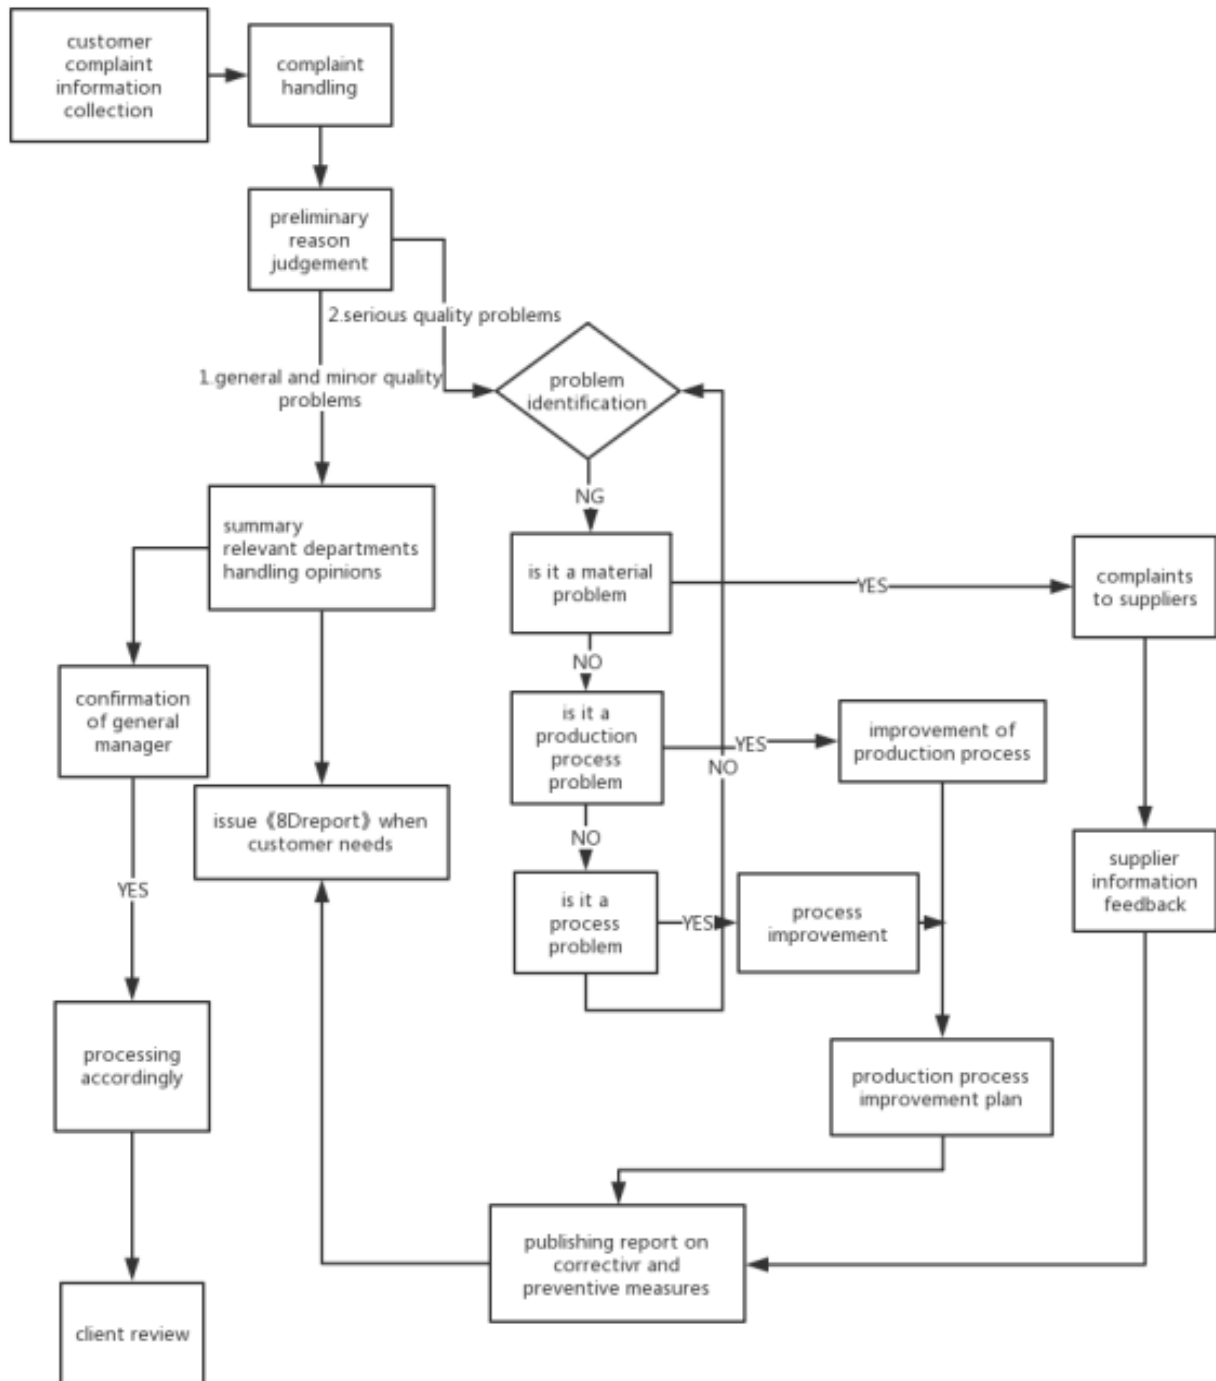 customer
complaint
information
collection
complaint
handling
preliminary
reason
judgement
2.serious quality problems
1.general and minor quality
problems
problem
identification
NG
summary
relevant departments
handling opinions
is it a material
problem
YES
complaints
to suppliers
NO
confirmation
of general
manager
is it a
production
process
problem
YES
improvement of
production process
NO
issue《8Dreport》when
customer needs
NO
supplier
information
feedback
YES
is it a
process
problem
YES
process
improvement
processing
accordingly
production process
improvement plan
publishing report on
correctivr and
preventive measures
client review